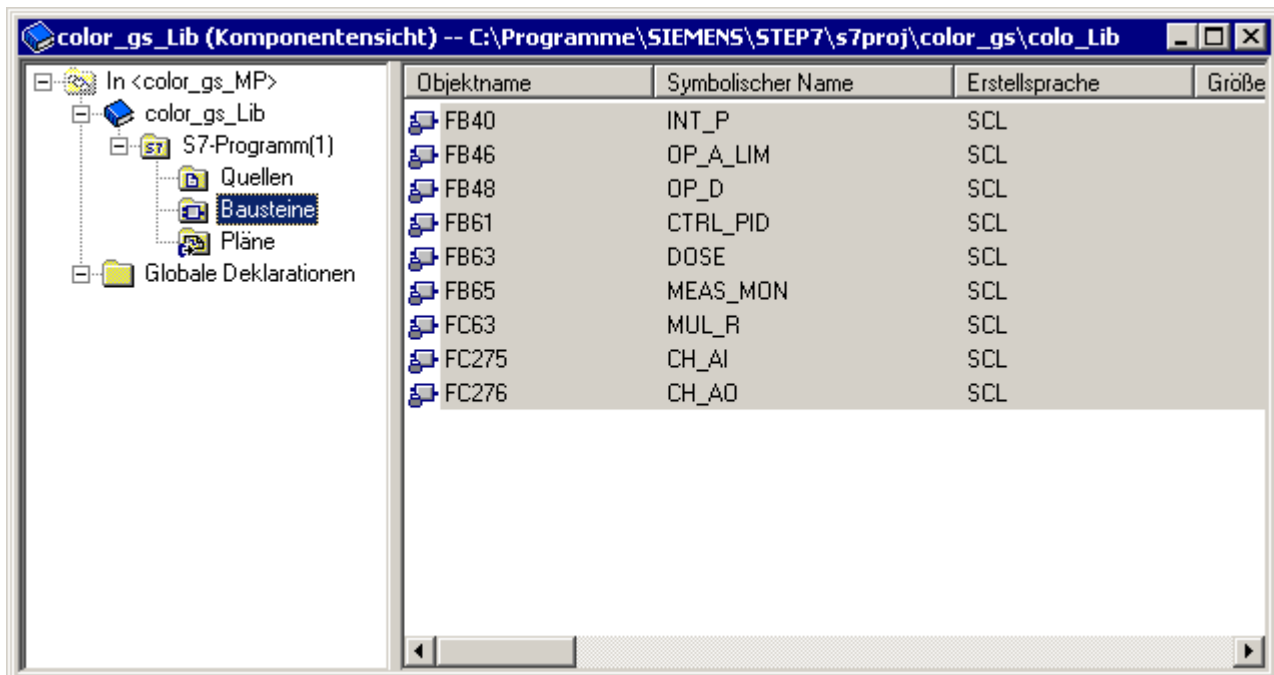 color_gs_Lib (Komponentensicht) -- C:\Programme\SIEMENS\STEP7\s7proj\color_gs\colo_Lib
In <color_gs_MP>
color_gs_Lib
S7-Programm(1)
Quellen
Bausteine
Pläne
Globale Deklarationen
Objektname Symbolischer Name Erstellsprache Größe
FB40 INT_P SCL
FB46 OP_A_LIM SCL
FB48 OP_D SCL
FB61 CTRL_PID SCL
FB63 DOSE SCL
FB65 MEAS_MON SCL
FC63 MUL_R SCL
FC275 CH_AI SCL
FC276 CH_AO SCL